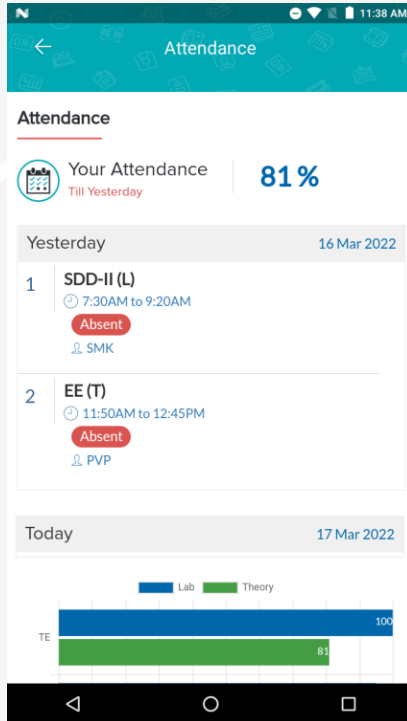 11:38 AM
Attendance
Attendance
Your Attendance
Till Yesterday
81 %
Yesterday 16 Mar 2022
1 SDD-II (L)
7:30AM to 9:20AM
Absent
SMK
2 EE (T)
11:50AM to 12:45PM
Absent
PVP
Today 17 Mar 2022
Lab Theory
100
TE
81